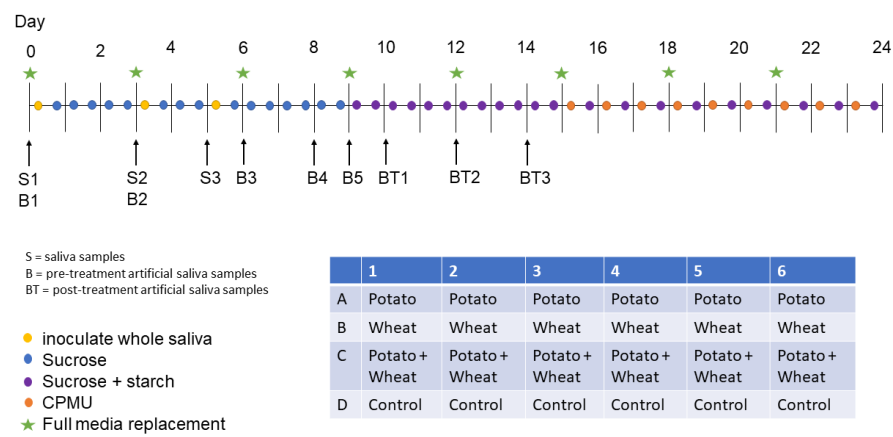 Day
0 2 4 6 8 10 12 14 16 18 20 22 24
S1 S2 S3 B3 B4 B5 BT1 BT2 BT3
B1 B2
S = saliva samples
B = pre-treatment artificial saliva samples
BT = post-treatment artificial saliva samples
inoculate whole saliva
Sucrose
Sucrose + starch
CPMU
Full media replacement
1 2 3 4 5 6
A Potato Potato Potato Potato Potato Potato
B Wheat Wheat Wheat Wheat Wheat Wheat
C Potato + Potato + Potato + Potato + Potato + Potato +
Wheat Wheat Wheat Wheat Wheat Wheat
D Control Control Control Control Control Control